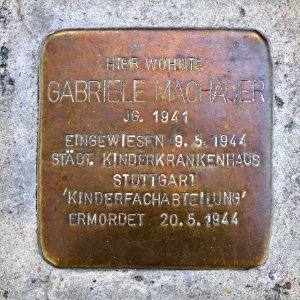 HIER WOHNTE
GABRIELE MACHAUER
JG. 1941
EINGEWIESEN 9.5.1944
STÄDT. KINDERKRANKENHAUS
STUTTGART
'KINDERFACHABTEILUNG'
ERMORDET 20.5.1944